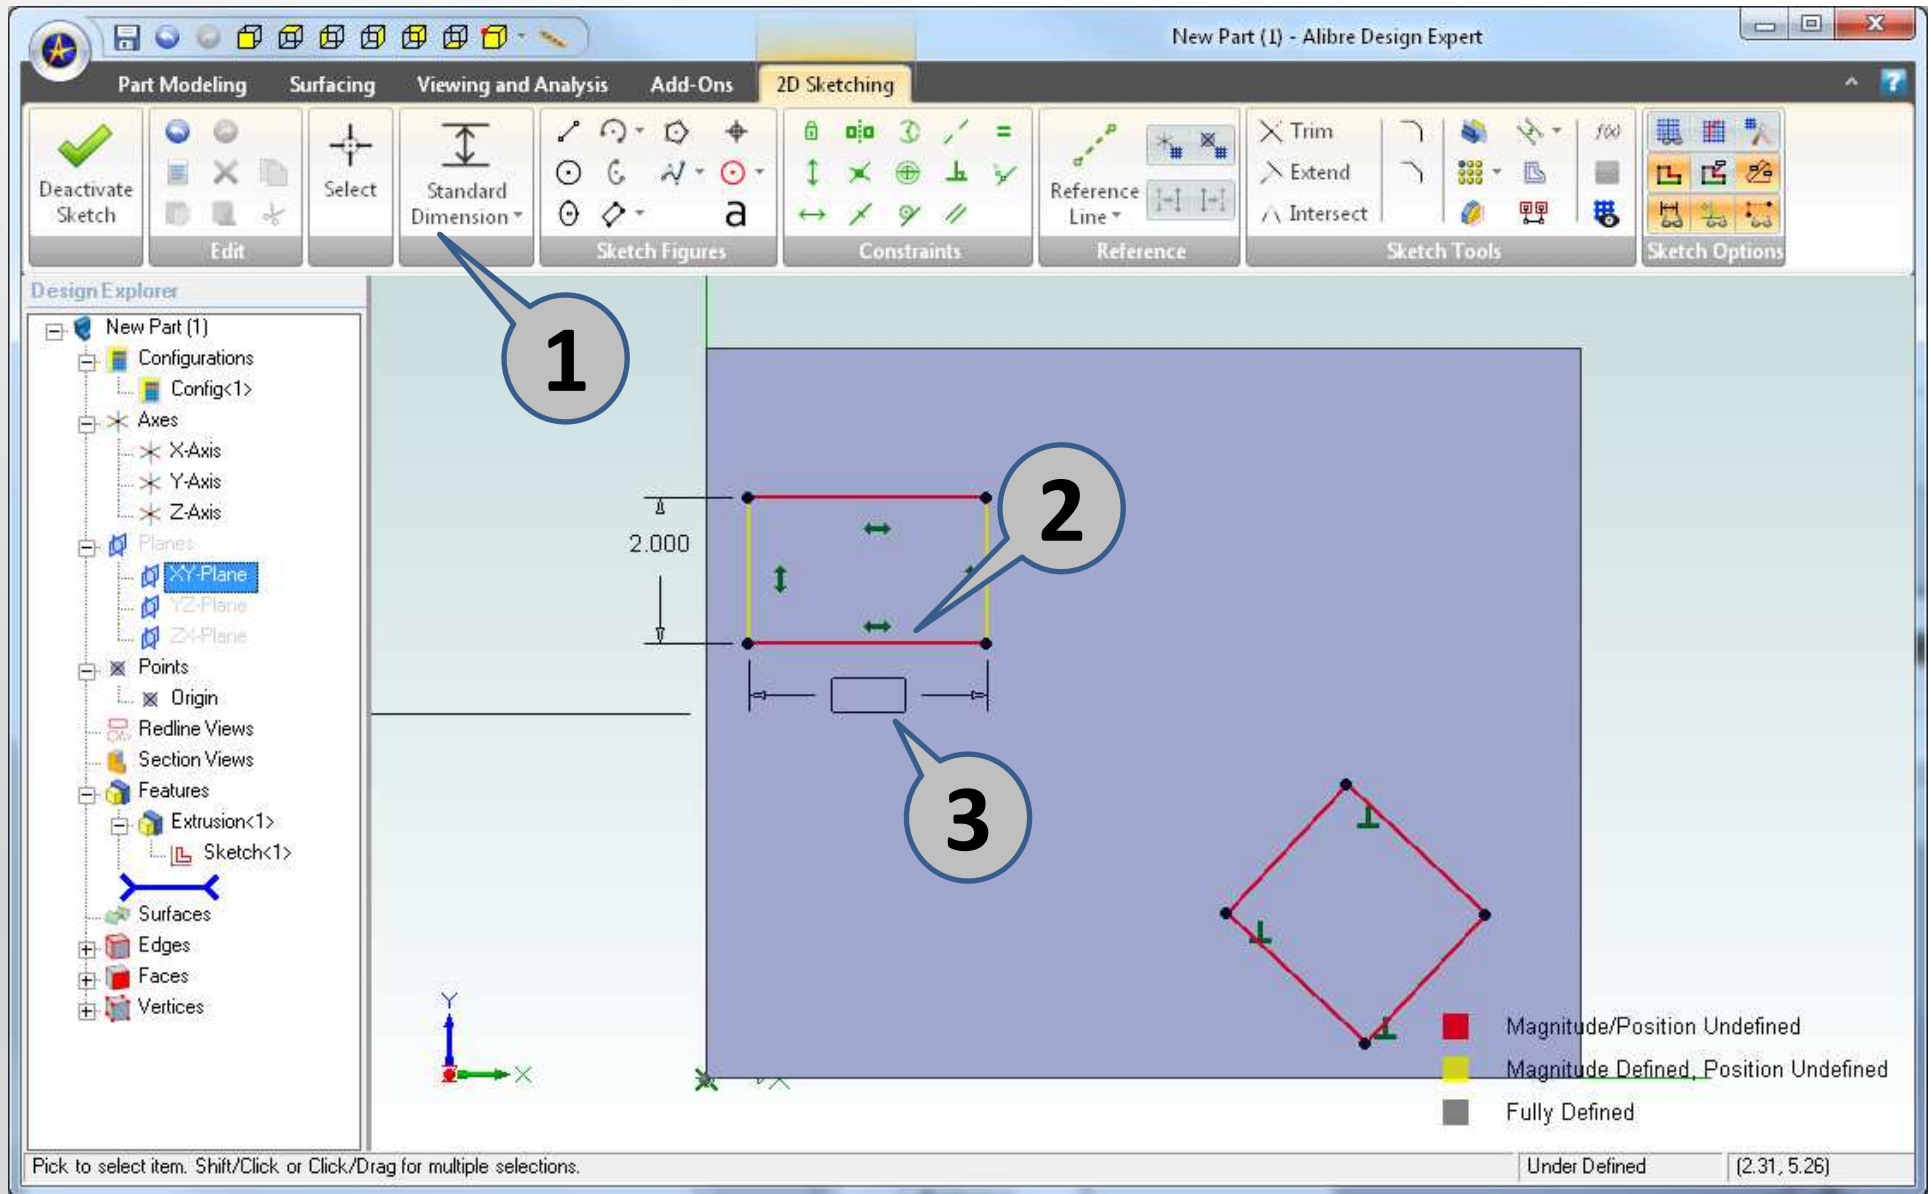 New Part (1) - Alibre Design Expert
Part Modeling Surfacing Viewing and Analysis Add-Ons 2D Sketching
Deactivate
Sketch
Edit
Select
Standard
Dimension
a
Sketch Figures
Constraints
Reference
Line
Reference
Trim
Extend
Intersect
f(x)
Sketch Tools
Sketch Options
Design Explorer
New Part (1)
Configurations
Config<1>
Axes
X-Axis
Y-Axis
Z-Axis
Planes
XY-Plane
YZ-Plane
ZX-Plane
Points
Origin
Redline Views
Section Views
Features
Extrusion<1>
Sketch<1>
Surfaces
Edges
Faces
Vertices
1
2
3
2.000
Y
X
X
Magnitude/Position Undefined
Magnitude Defined, Position Undefined
Fully Defined
Pick to select item. Shift/Click or Click/Drag for multiple selections.
Under Defined
(2.31, 5.26)